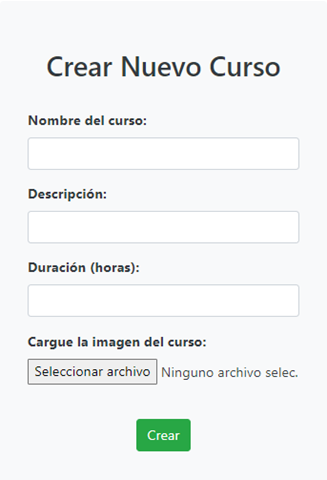 Crear Nuevo Curso
Nombre del curso:
Descripción:
Duración (horas):
Cargue la imagen del curso:
Seleccionar archivo Ninguno archivo selec.
Crear